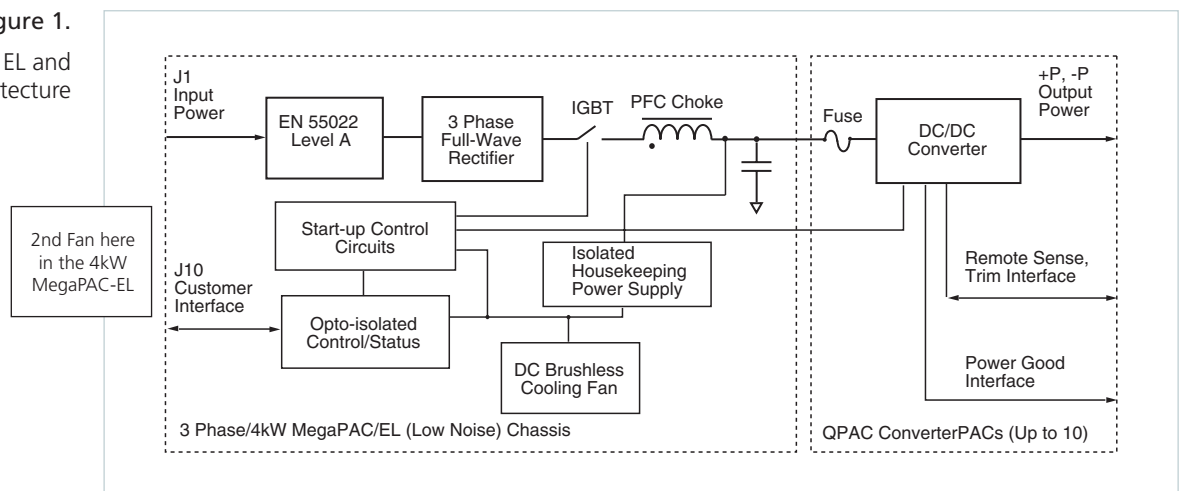 gure 1.
EL and
tecture
J1
Input
Power
EN 55022
Level A
3 Phase
Full-Wave
Rectifier
IGBT
PFC Choke
Fuse
DC/DC
Converter
+P, -P
Output
Power
2nd Fan here
in the 4kW
MegaPAC-EL
Start-up Control
Circuits
Isolated
Housekeeping
Power Supply
Remote Sense,
Trim Interface
J10
Customer
Interface
Opto-isolated
Control/Status
DC Brushless
Cooling Fan
Power Good
Interface
3 Phase/4kW MegaPAC/EL (Low Noise) Chassis
QPAC ConverterPACs (Up to 10)